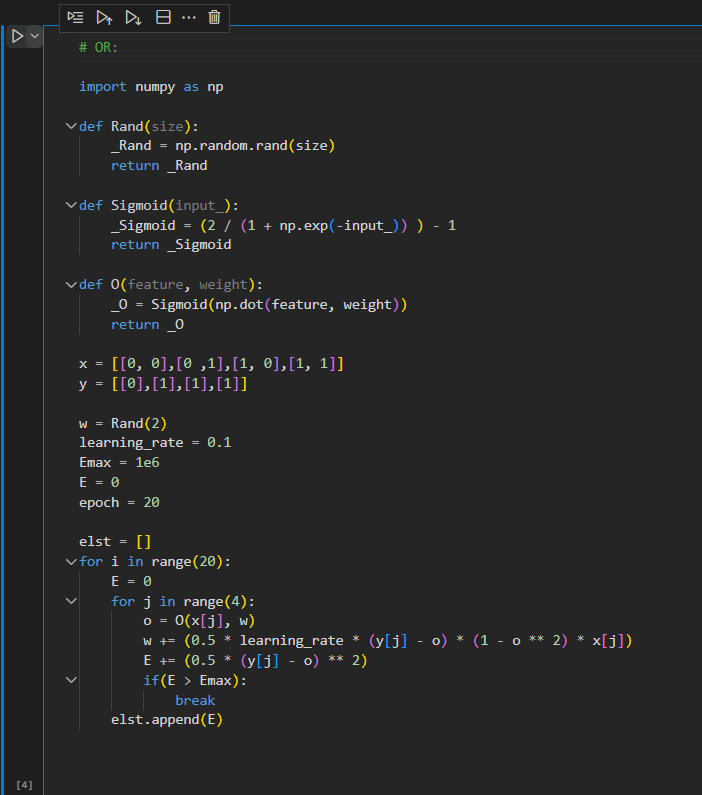 # OR:
import numpy as np
def Rand(size):
    _Rand = np.random.rand(size)
    return _Rand
def Sigmoid(input_):
    _Sigmoid = (2 / (1 + np.exp(-input_)) ) - 1
    return _Sigmoid
def O(feature, weight):
    _O = Sigmoid(np.dot(feature, weight))
    return _O
x = [[0, 0],[0 ,1],[1, 0],[1, 1]]
y = [[0],[1],[1],[1]]
w = Rand(2)
learning_rate = 0.1
Emax = 1e6
E = 0
epoch = 20
elst = []
for i in range(20):
    E = 0
    for j in range(4):
        o = O(x[j], w)
        w += (0.5 * learning_rate * (y[j] - o) * (1 - o ** 2) * x[j])
        E += (0.5 * (y[j] - o) ** 2)
        if(E > Emax):
            break
    elst.append(E)
[4]